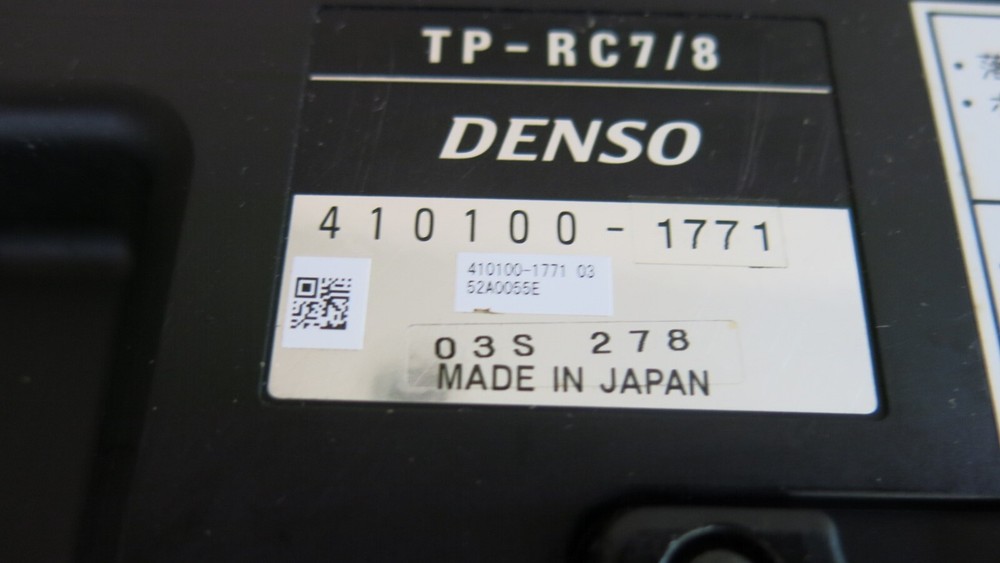 TP-RC7/8
DENSO
410100-1771
410100-1771 03
52A0055E
03S 278
MADE IN JAPAN